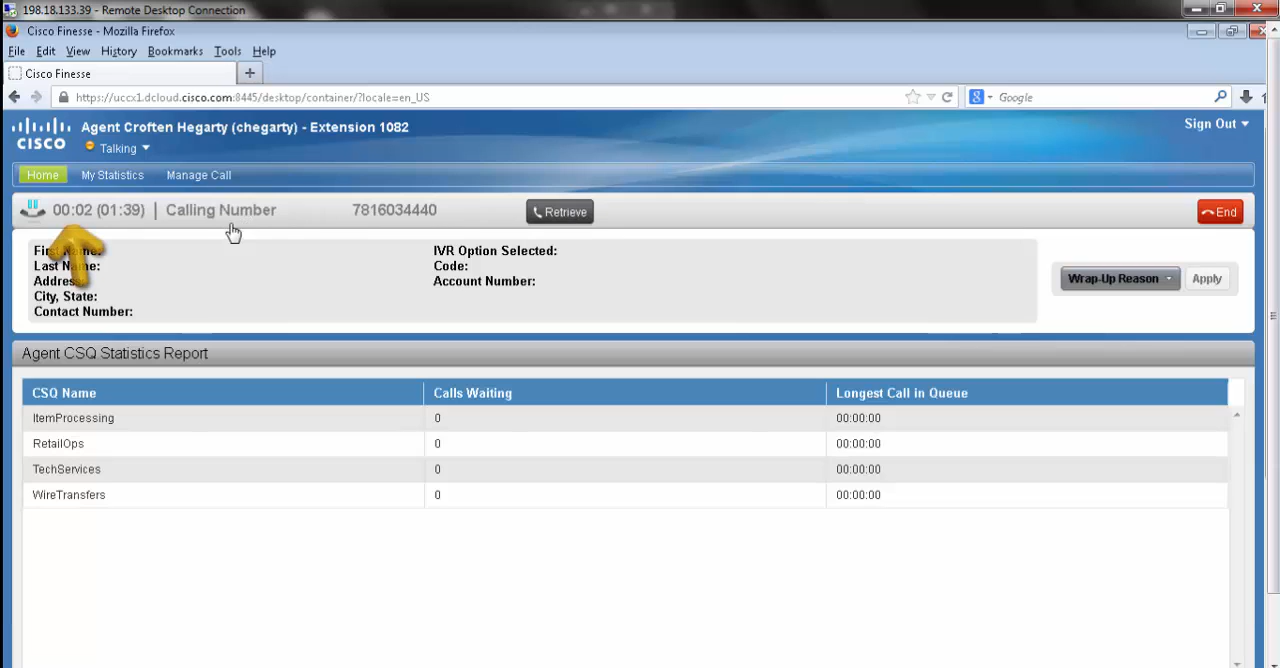 198.18.133.39 - Remote Desktop Connection
Cisco Finesse - Mozilla Firefox
File Edit View History Bookmarks Tools Help
Cisco Finesse
https://uccx1.dcloud.cisco.com:8445/desktop/container/?locale=en_US
Google
CISCO
Agent Croften Hegarty (chegarty) - Extension 1082
Sign Out
Talking
Home My Statistics Manage Call
00:02 (01:39) | Calling Number 7816034440 Retrieve End
First Name: IVR Option Selected:
Last Name: Code:
Address: Account Number:
City, State:
Contact Number:
Wrap-Up Reason Apply
Agent CSQ Statistics Report
CSQ Name Calls Waiting Longest Call in Queue
ItemProcessing 0 00:00:00
RetailOps 0 00:00:00
TechServices 0 00:00:00
WireTransfers 0 00:00:00